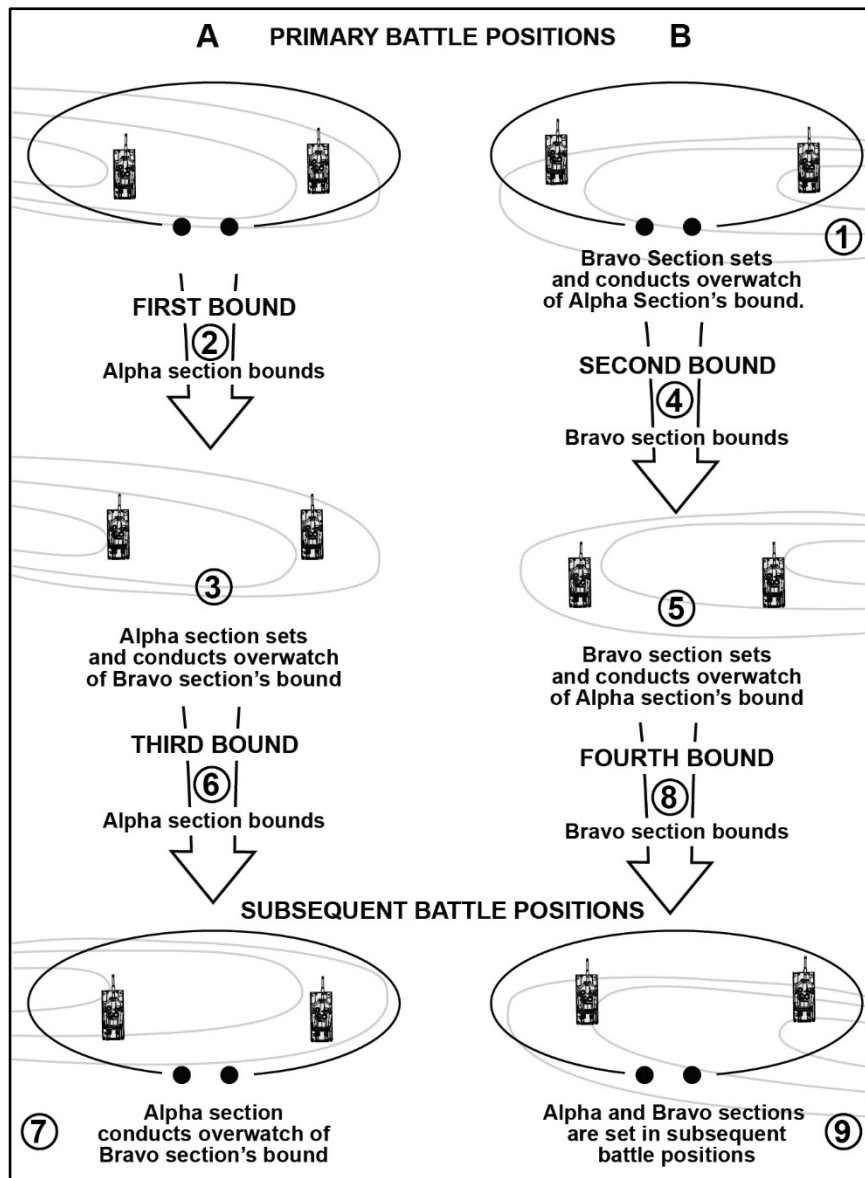 A PRIMARY BATTLE POSITIONS B
1
Bravo Section sets
and conducts overwatch
of Alpha Section's bound.
FIRST BOUND
2
Alpha section bounds
SECOND BOUND
4
Bravo section bounds
3
Alpha section sets
and conducts overwatch
of Bravo section's bound
5
Bravo section sets
and conducts overwatch
of Alpha section's bound
THIRD BOUND
6
Alpha section bounds
FOURTH BOUND
8
Bravo section bounds
SUBSEQUENT BATTLE POSITIONS
7
Alpha section
conducts overwatch of
Bravo section's bound
Alpha and Bravo sections
are set in subsequent
battle positions
9